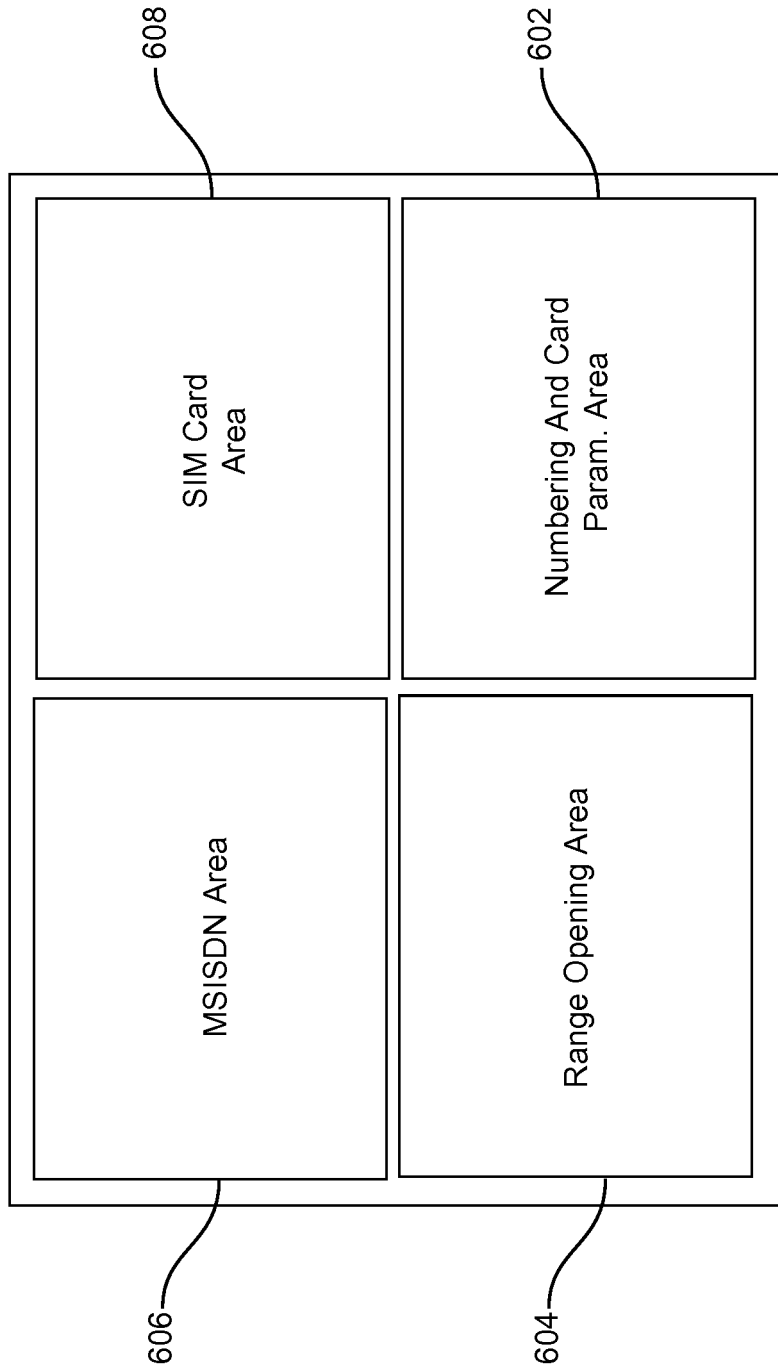 606
MSISDN Area
SIM Card
Area
608
604
Range Opening Area
Numbering And Card
Param. Area
602